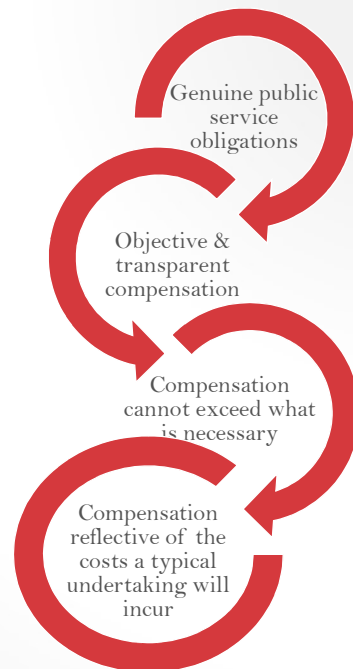 Genuine public
service
obligations
Objective &
transparent
compensation
Compensation
cannot exceed what
is necessary
Compensation
reflective of the
costs a typical
undertaking will
incur